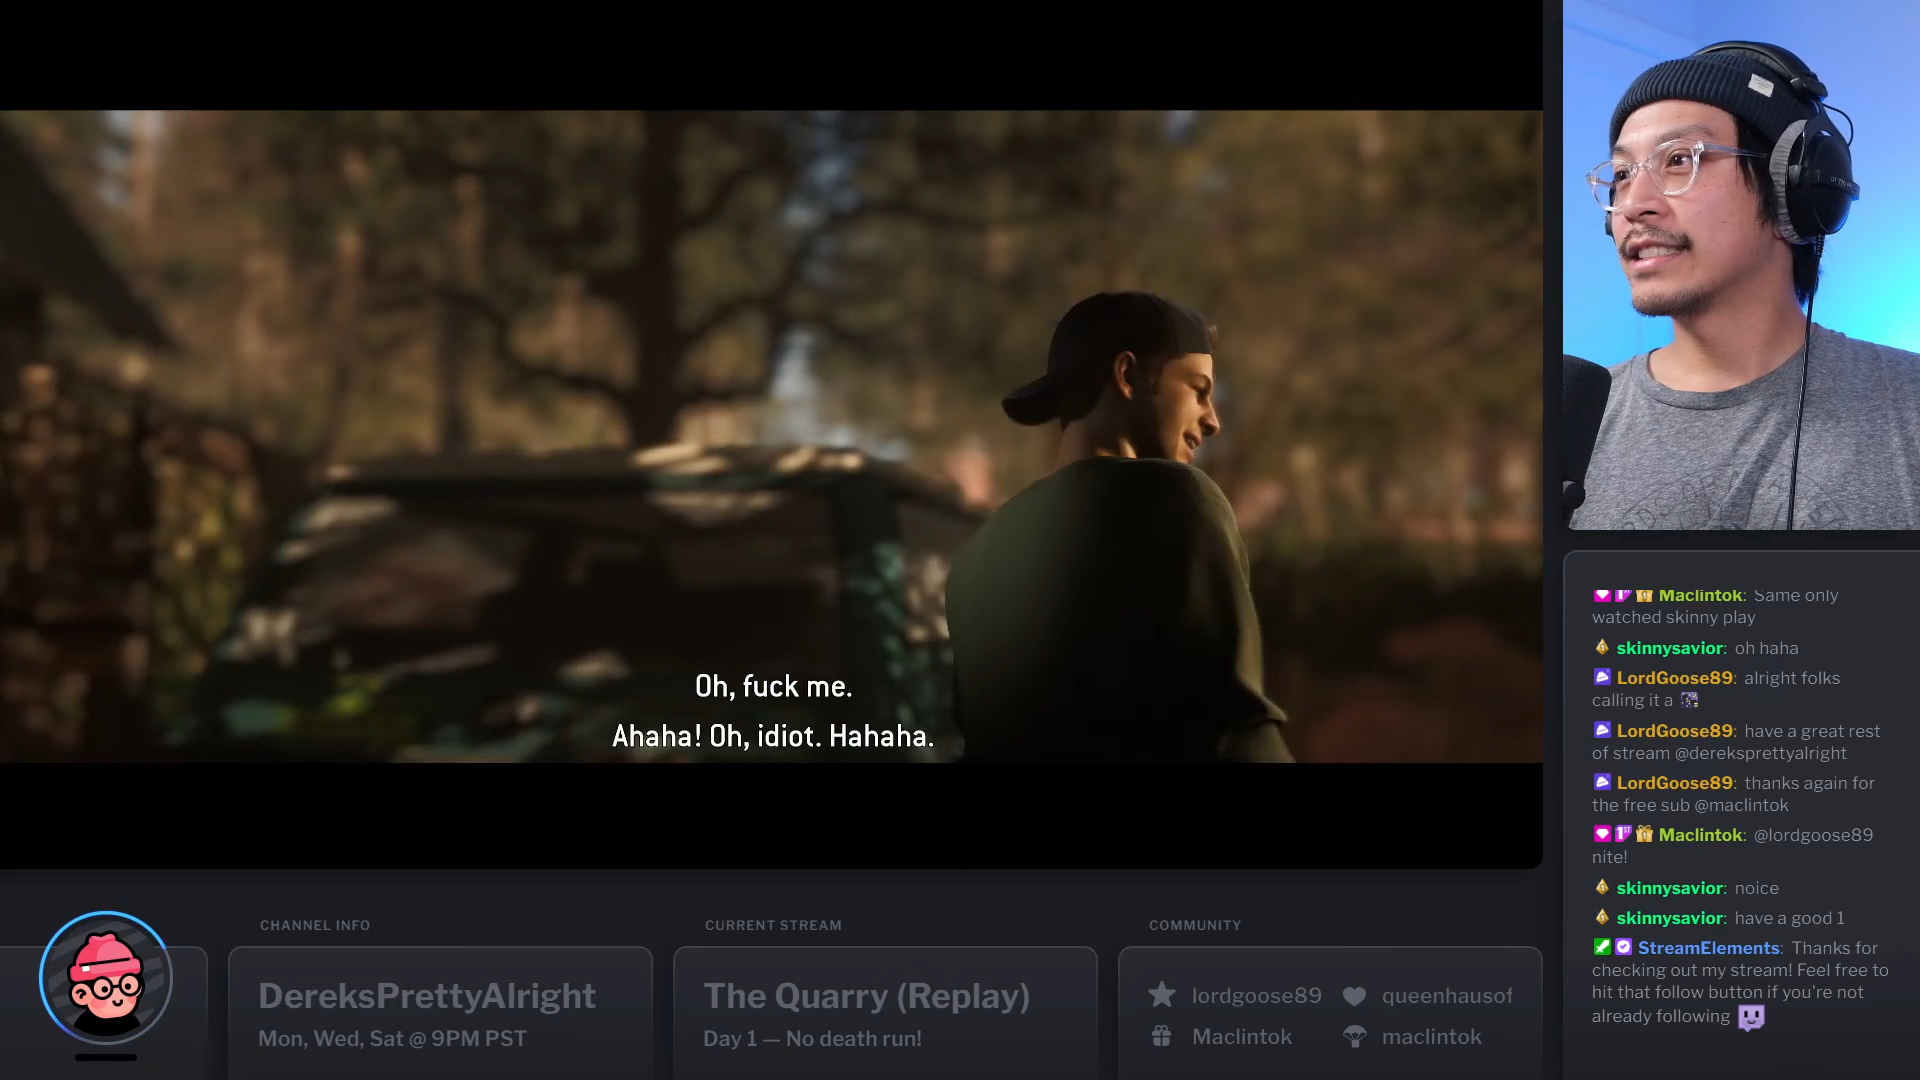 Oh, fuck me.
Ahaha! Oh, idiot. Hahaha.
Maclintok: Same only
watched skinny play
skinnysavior: oh haha
LordGoose89: alright folks
calling it a
LordGoose89: have a great rest
of stream @dereksprettyalright
LordGoose89: thanks again for
the free sub @maclintok
Maclintok: @lordgoose89
nite!
skinnysavior: noice
skinnysavior: have a good 1
StreamElements: Thanks for
checking out my stream! Feel free to
hit that follow button if you're not
already following
CHANNEL INFO
DereksPrettyAlright
Mon, Wed, Sat @ 9PM PST
CURRENT STREAM
The Quarry (Replay)
Day 1 — No death run!
COMMUNITY
lordgoose89
queenhausof
Maclintok
maclintok